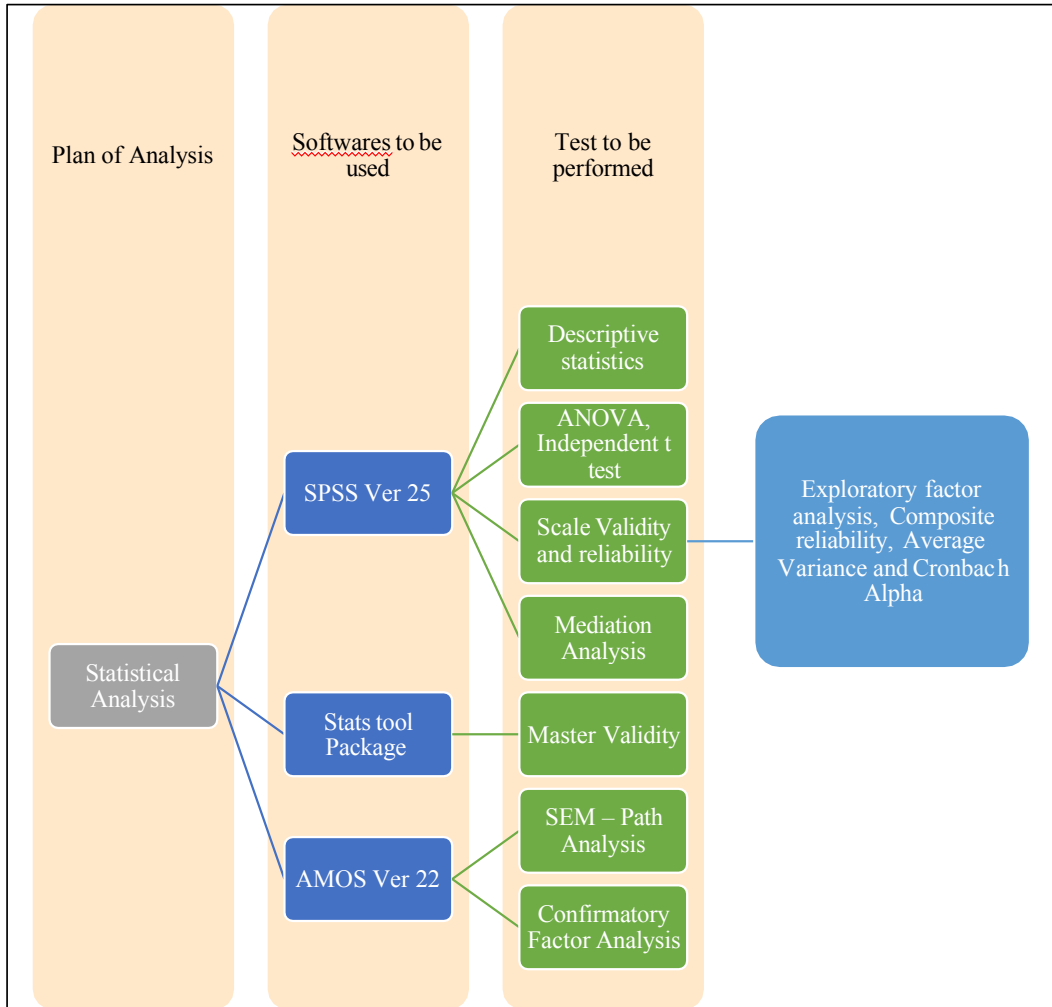 Plan of Analysis
Softwares to be
used
Test to be
performed
Statistical
Analysis
SPSS Ver 25
Stats tool
Package
AMOS Ver 22
Descriptive
statistics
ANOVA,
Independent t
test
Scale Validity
and reliability
Mediation
Analysis
Master Validity
SEM – Path
Analysis
Confirmatory
Factor Analysis
Exploratory factor
analysis, Composite
reliability, Average
Variance and Cronbach
Alpha